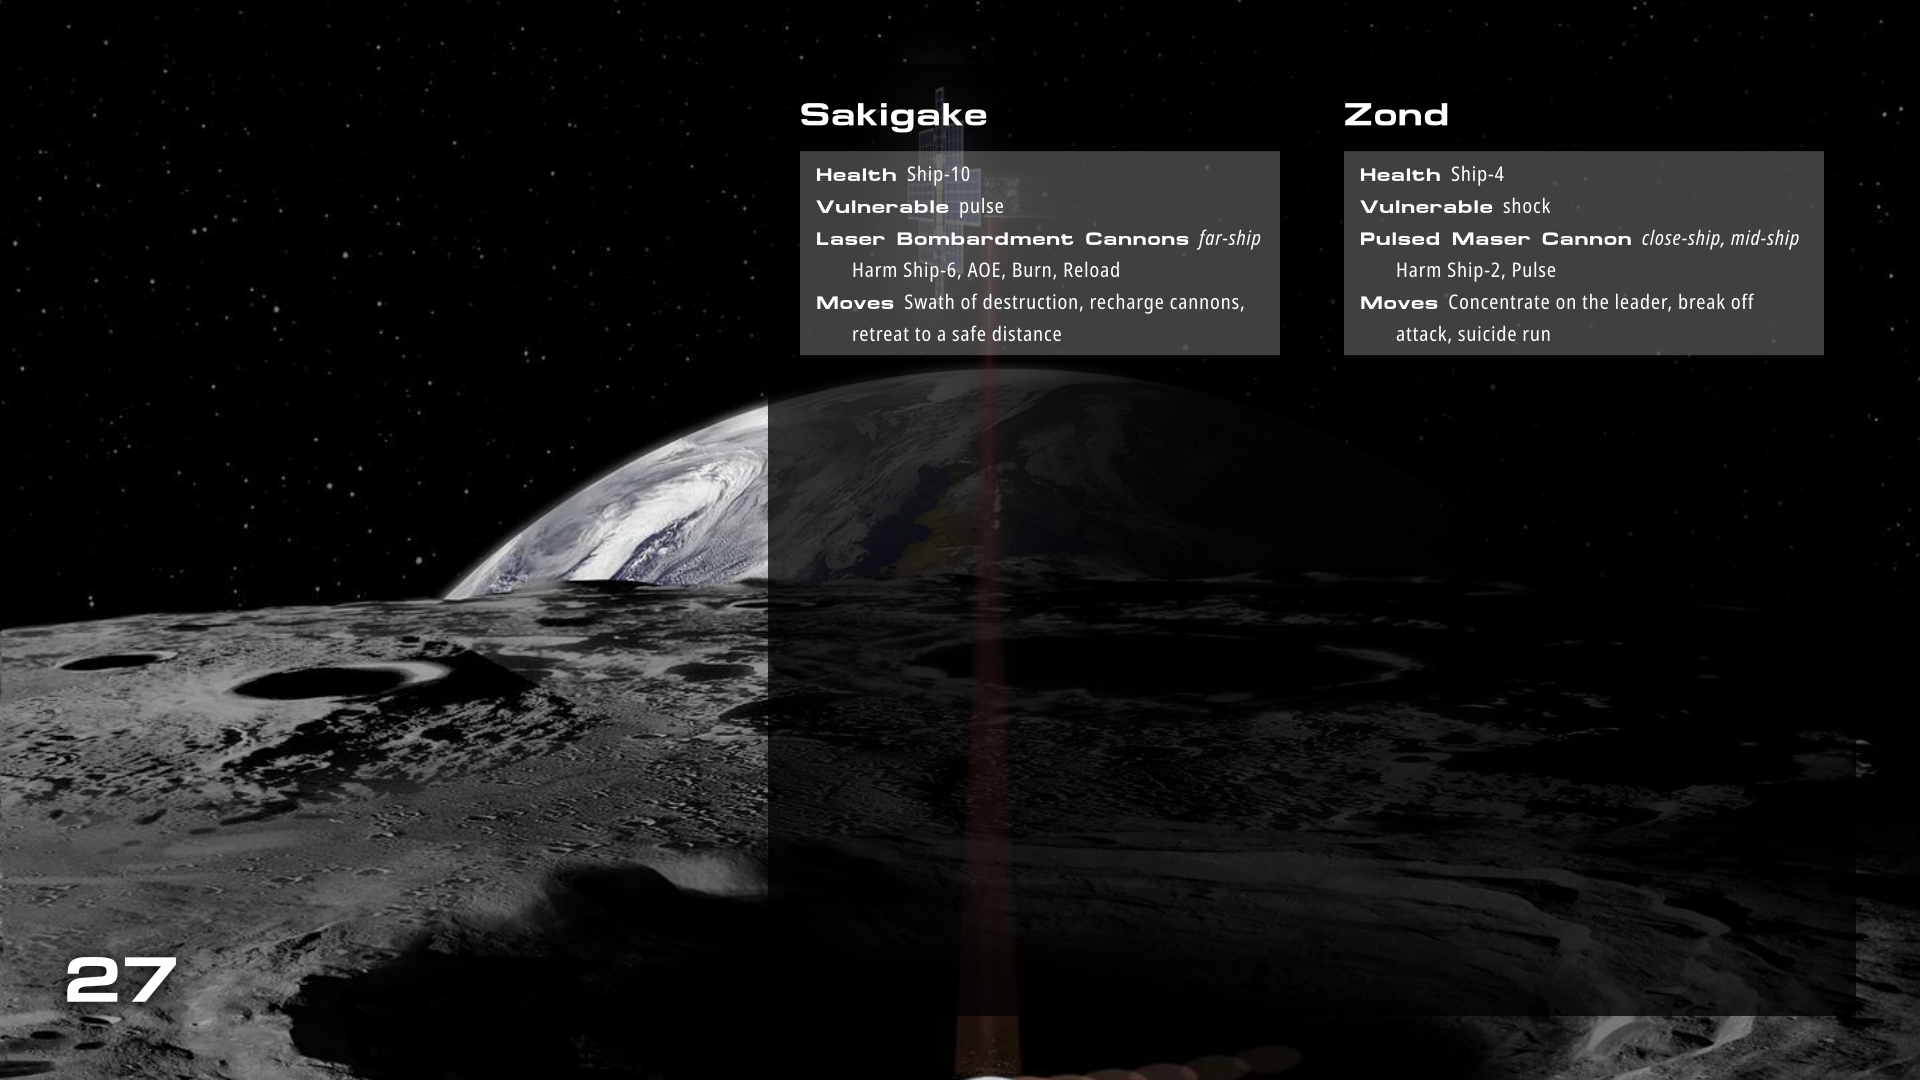 Sakigake
Health Ship-10
Vulnerable pulse
Laser Bombardment Cannons far-ship
Harm Ship-6, AOE, Burn, Reload
Moves Swath of destruction, recharge cannons,
retreat to a safe distance
Zond
Health Ship-4
Vulnerable shock
Pulsed Maser Cannon close-ship, mid-ship
Harm Ship-2, Pulse
Moves Concentrate on the leader, break off
attack, suicide run
27